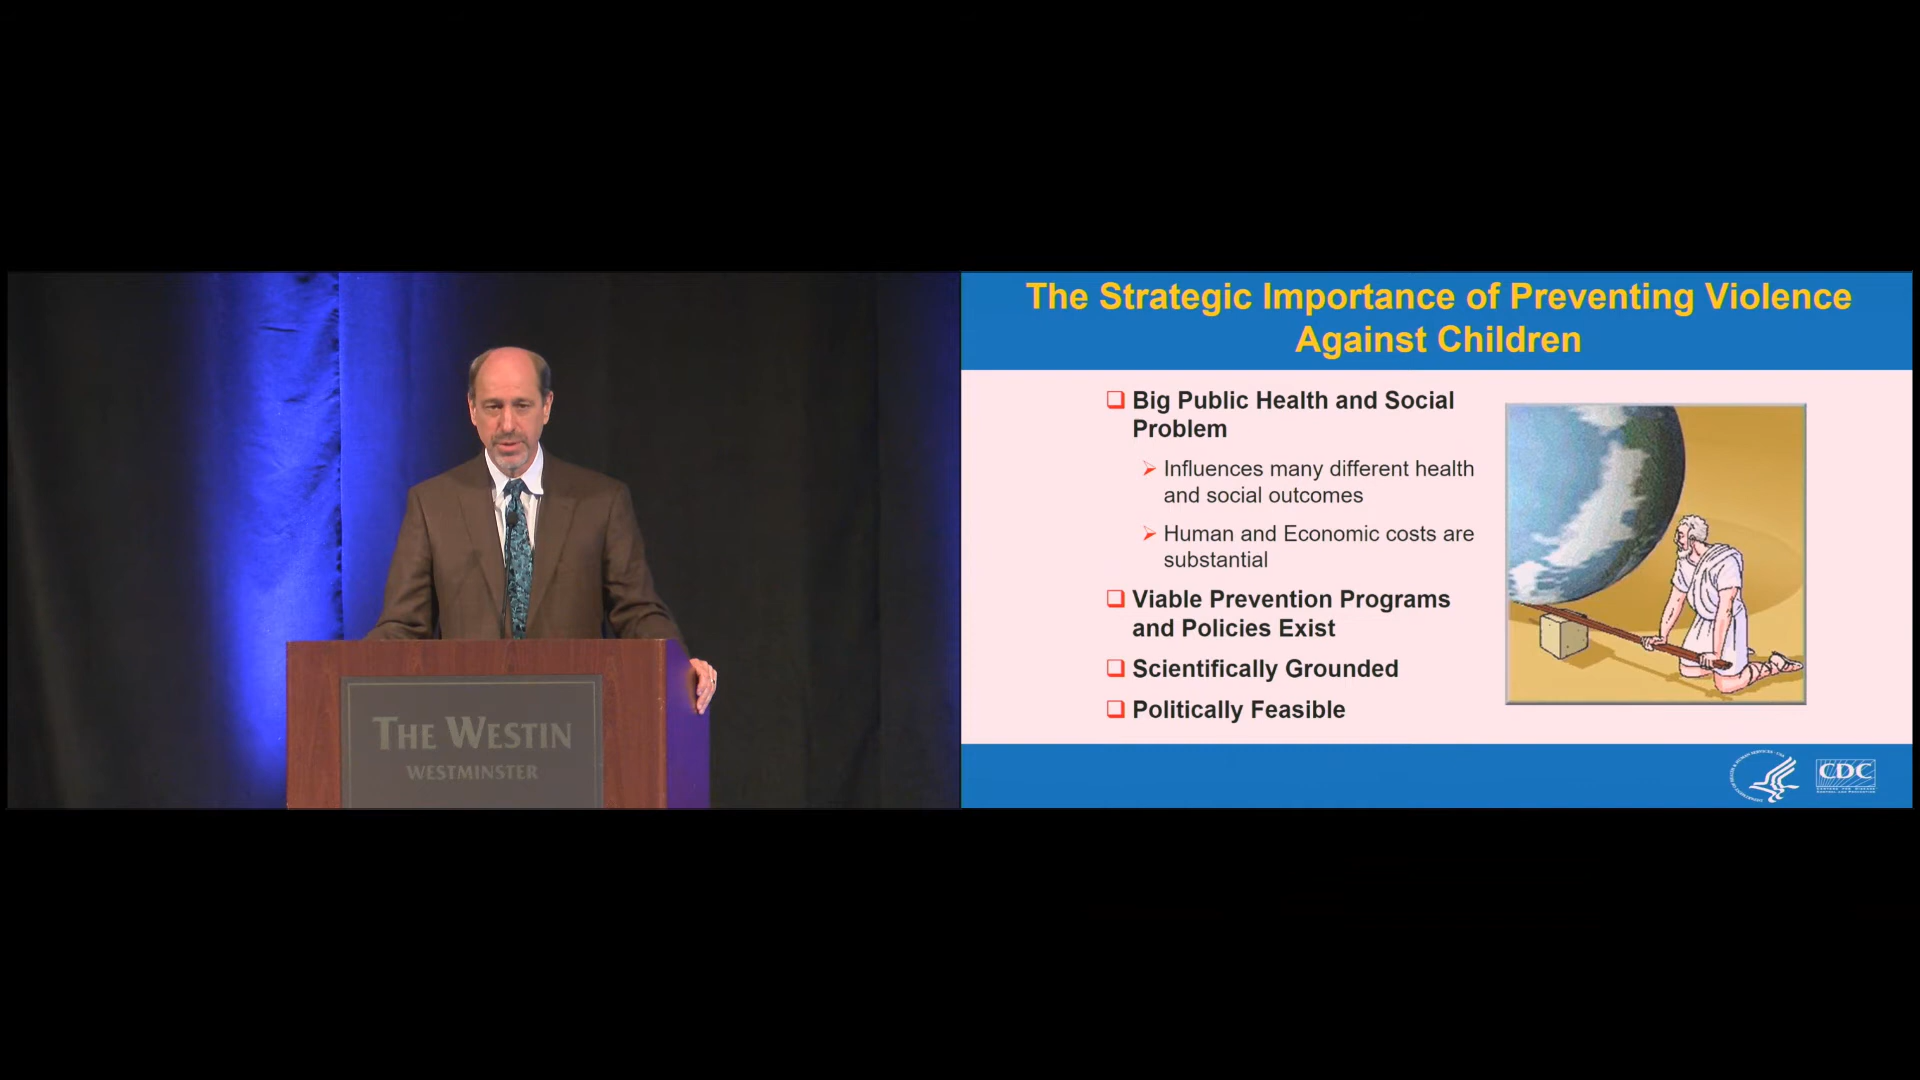 The Strategic Importance of Preventing Violence
Against Children
Big Public Health and Social
Problem
Influences many different health
and social outcomes
Human and Economic costs are
substantial
Viable Prevention Programs
and Policies Exist
Scientifically Grounded
Politically Feasible
THE WESTIN
WESTMINSTER
CDC